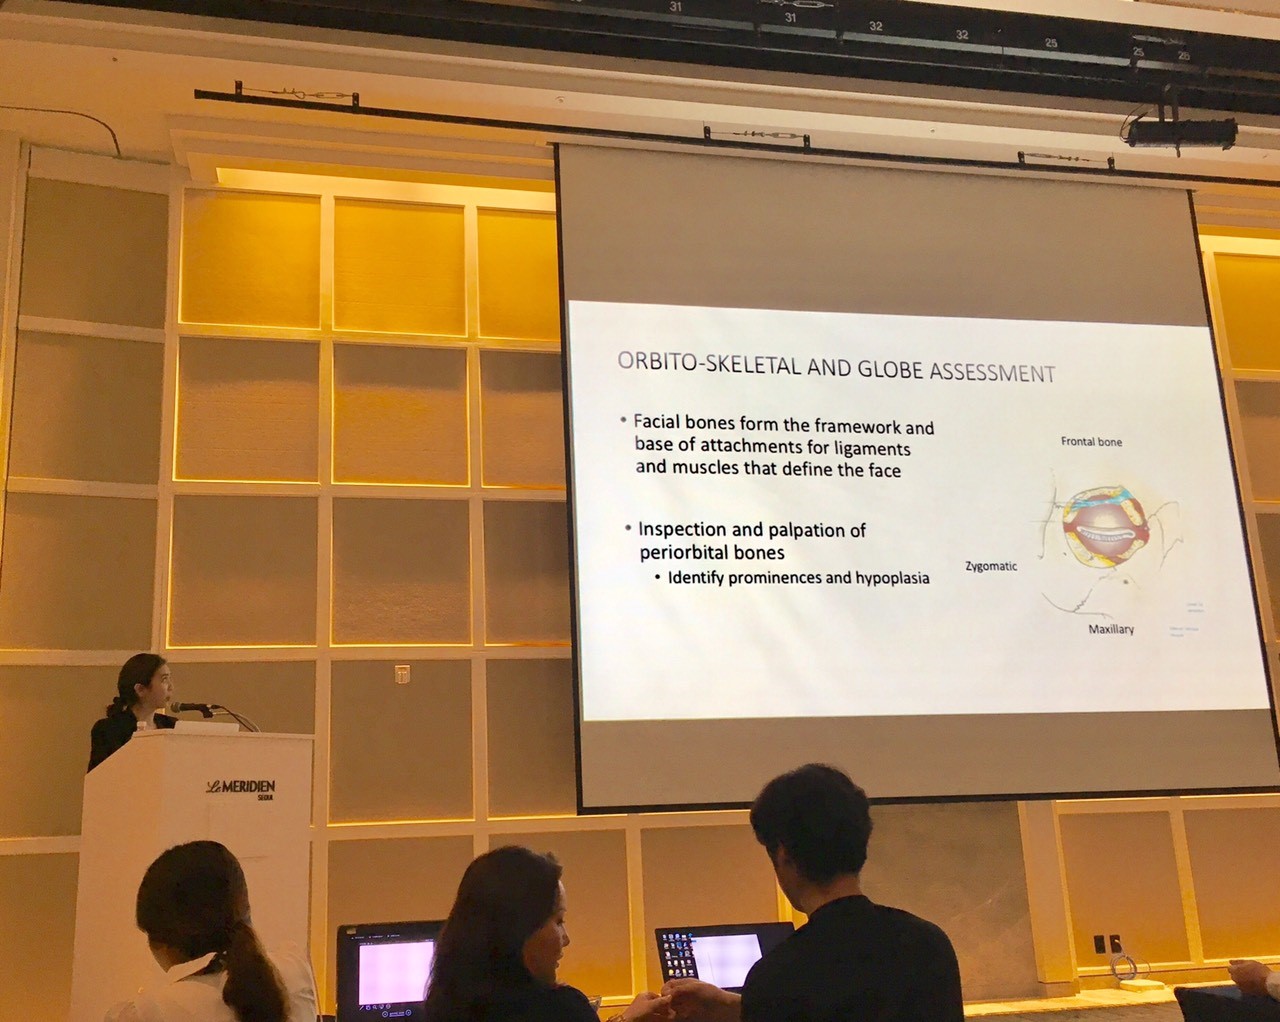 31
31
32
32
25
25
ORBITO-SKELETAL AND GLOBE ASSESSMENT
• Facial bones form the framework and
base of attachments for ligaments
and muscles that define the face
• Inspection and palpation of
periorbital bones
• Identify prominences and hypoplasia
Frontal bone
Zygomatic
Maxillary
Le MERIDIEN
SEOUL